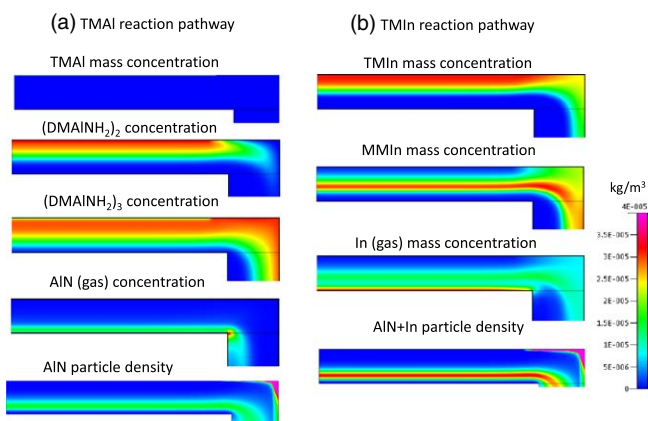 (a) TMAl reaction pathway
TMAl mass concentration
(DMAlNH2)2 concentration
(DMAlNH2)3 concentration
AlN (gas) concentration
AlN particle density
(b) TMIn reaction pathway
TMIn mass concentration
MMIn mass concentration
In (gas) mass concentration
AlN+In particle density
kg/m3
4E-005
3.5E-005
3E-005
2.5E-005
2E-005
1.5E-005
1E-005
5E-006
0